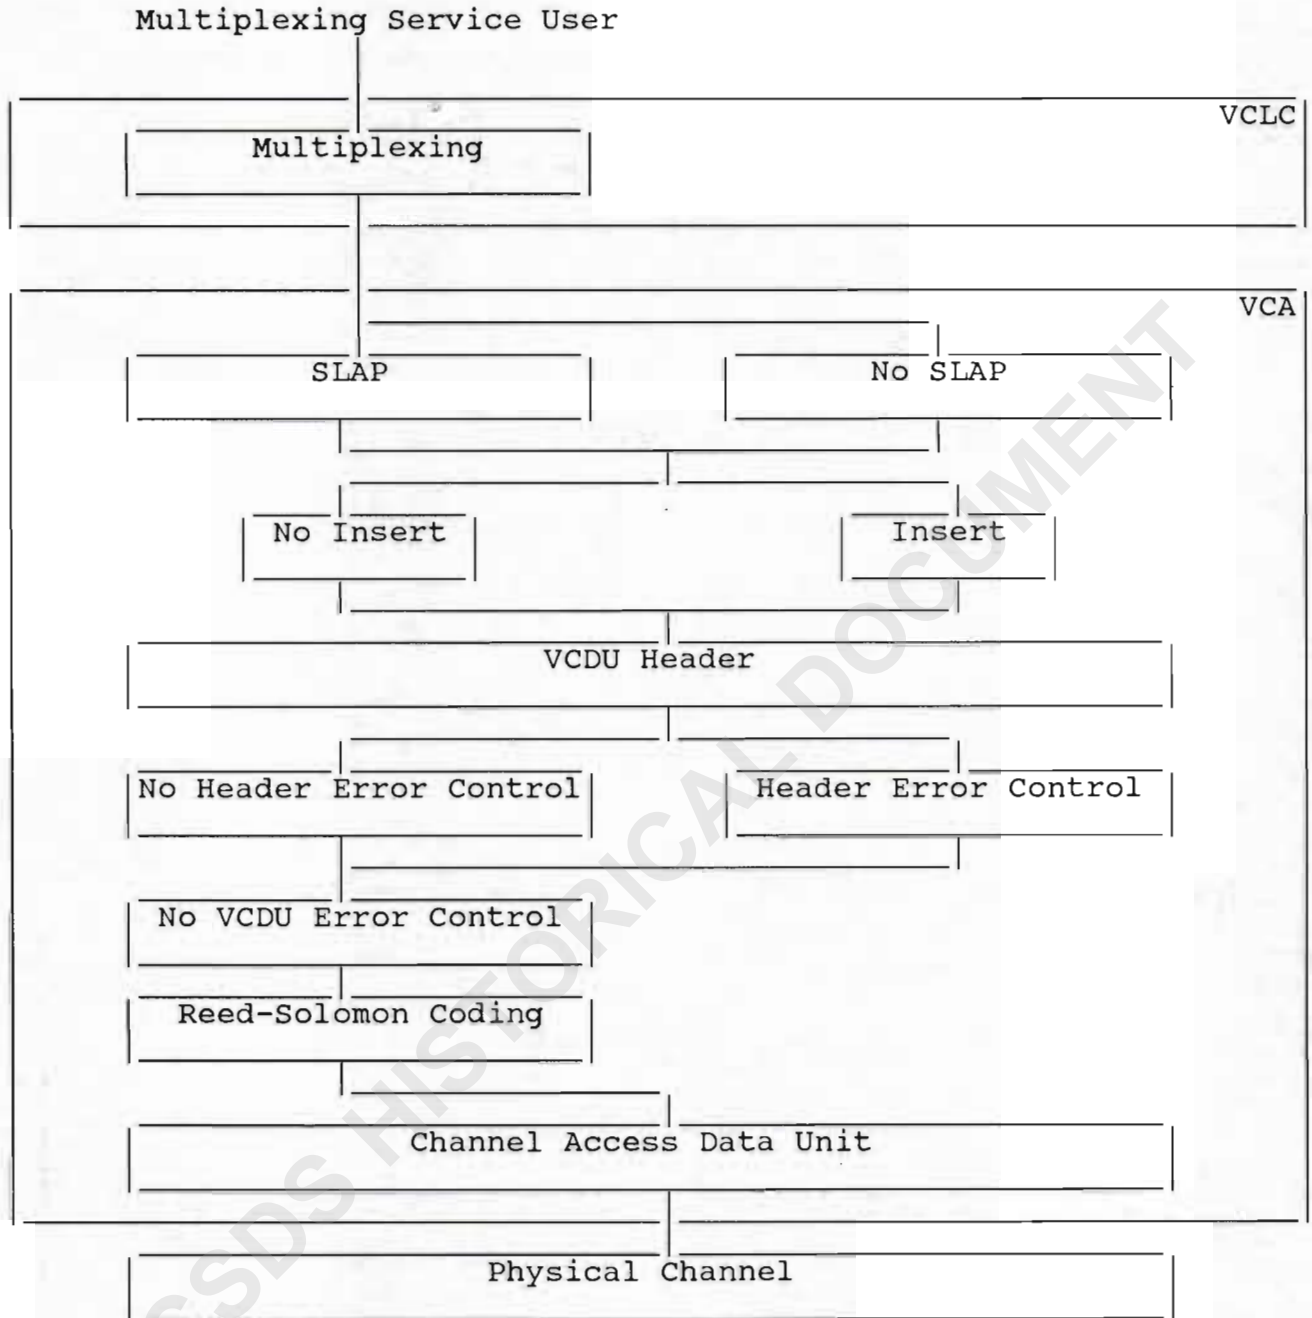 Multiplexing Service User
VCLC
Multiplexing
VCA
SLAP No SLAP
No Insert Insert
VCDU Header
No Header Error Control Header Error Control
No VCDU Error Control
Reed-Solomon Coding
Channel Access Data Unit
Physical Channel
CCSDS HISTORICAL DOCUMENT